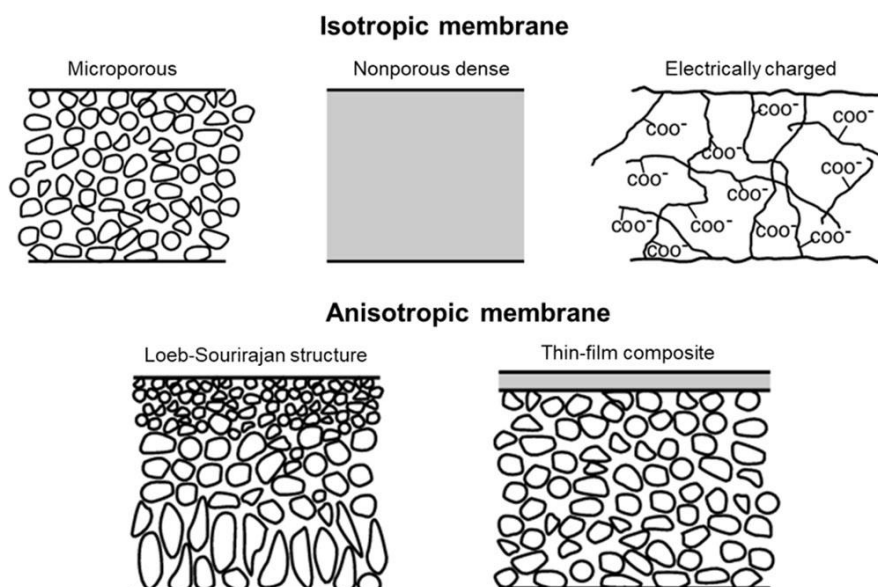 Isotropic membrane
Microporous
Nonporous dense
Electrically charged
COO⁻
COO⁻
COO⁻
COO⁻
COO⁻
COO⁻
COO⁻
COO⁻
COO⁻
COO⁻
COO⁻
COO⁻
Anisotropic membrane
Loeb-Sourirajan structure
Thin-film composite